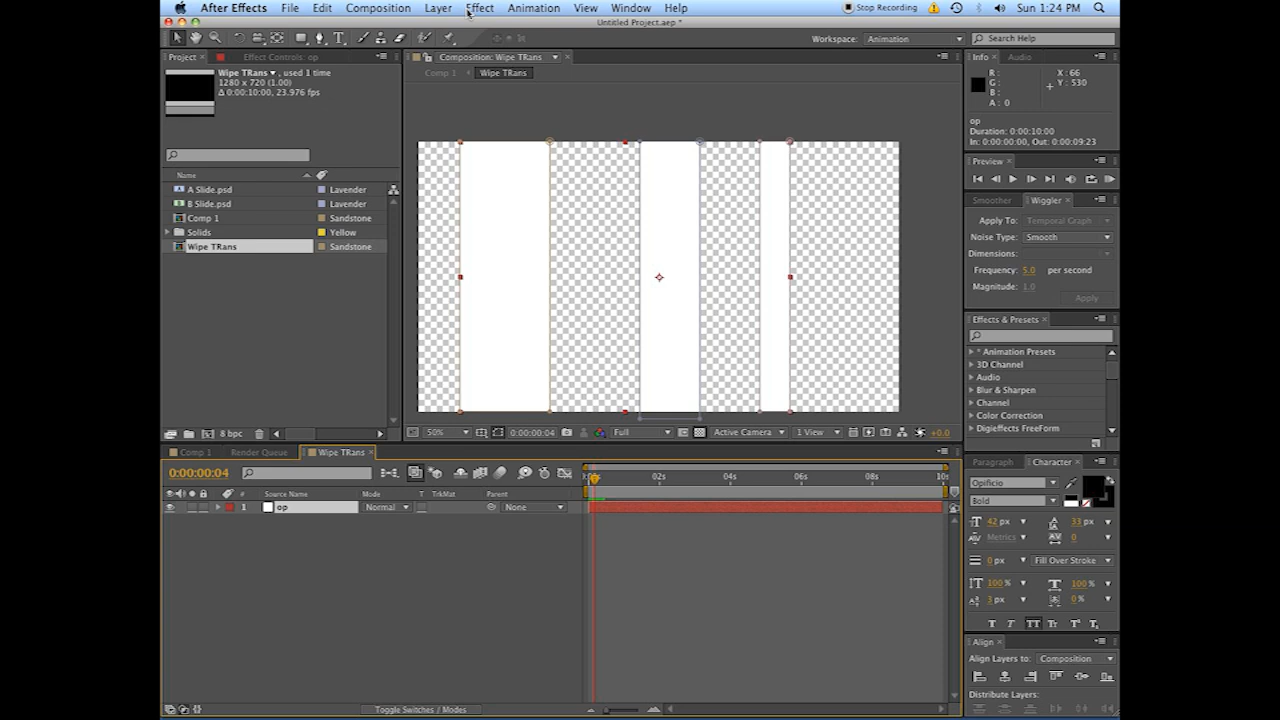 After Effects File Edit Composition Layer Effect Animation View Window Help Stop Recording Sun 1:24 PM
Untitled Project.aep *
Workspace: Animation Search Help
Project Effect Controls: op
Composition: Wipe TRans
Comp 1 Wipe TRans
Wipe TRans , used 1 time
1280 x 720 (1.00)
Δ 0:00:10:00, 23.976 fps
Name
A Slide.psd Lavender
B Slide.psd Lavender
Comp 1 Sandstone
Solids Yellow
Wipe TRans Sandstone
8 bpc
50% 0:00:00:04 Full Active Camera 1 View +0.0
Info Audio
R: X: 66
G: Y: 530
B:
A: 0
op
Duration: 0:00:10:00
In: 0:00:00:00, Out: 0:00:09:23
Preview
Smoother Wiggler
Apply To: Temporal Graph
Noise Type: Smooth
Dimensions:
Frequency: 5.0 per second
Magnitude: 1.0
Apply
Effects & Presets
* Animation Presets
3D Channel
Audio
Blur & Sharpen
Channel
Color Correction
Digieffects FreeForm
Comp 1 Render Queue Wipe TRans
0:00:00:04
02s 04s 06s 08s 10s
# Source Name Mode T TrkMat Parent
1 op Normal None
Toggle Switches / Modes
Paragraph Character
Opificio
Bold
42 px 33 px
Metrics 0
0 px Fill Over Stroke
100 % 100 %
3 px 0 %
T T TT Tr T T
Align
Align Layers to: Composition
Distribute Layers: